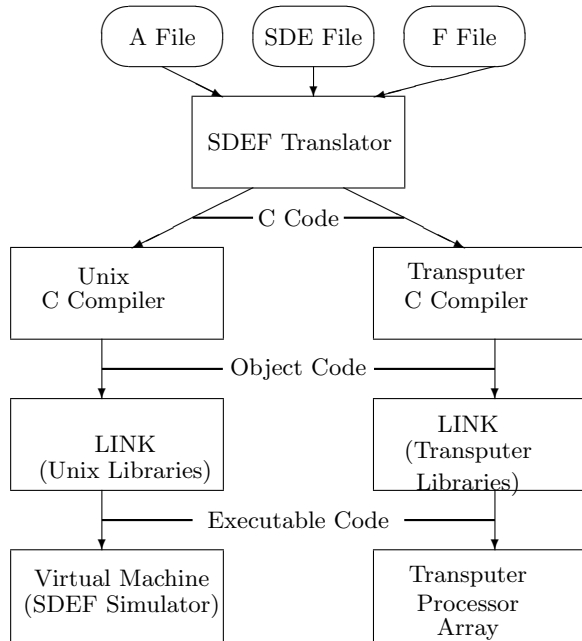 A File
SDE File
F File
SDEF Translator
C Code
Unix
C Compiler
Transputer
C Compiler
Object Code
LINK
(Unix Libraries)
LINK
(Transputer
Libraries)
Executable Code
Virtual Machine
(SDEF Simulator)
Transputer
Processor
Array